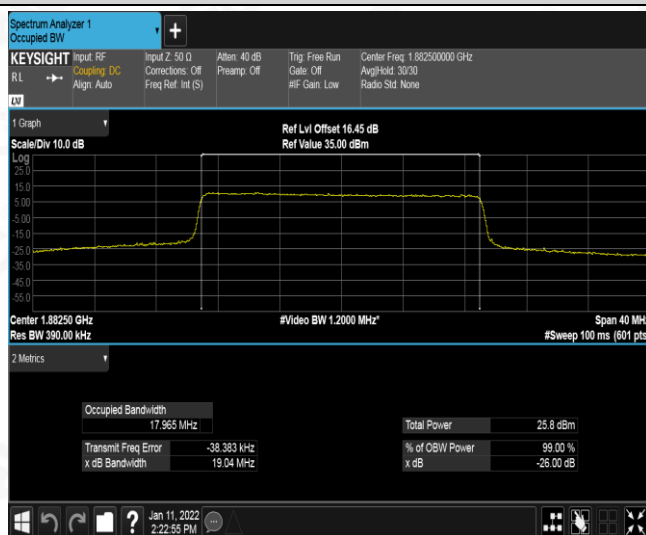 Spectrum Analyzer 1
Occupied BW
+
KEYSIGHT
RL
LXI
Input: RF
Coupling: DC
Align: Auto
Input Z: 50 Ω
Corrections: Off
Freq Ref: Int (S)
Atten: 40 dB
Preamp: Off
Trig: Free Run
Gate: Off
#IF Gain: Low
Center Freq: 1.882500000 GHz
Avg|Hold: 30/30
Radio Std: None
1 Graph
Scale/Div 10.0 dB
Ref Lvl Offset 16.45 dB
Ref Value 35.00 dBm
Log
25.0
15.0
5.00
-5.00
-15.0
-25.0
-35.0
-45.0
-55.0
Center 1.88250 GHz
Res BW 390.00 kHz
#Video BW 1.2000 MHz*
Span 40 MHz
#Sweep 100 ms (601 pts
2 Metrics
Occupied Bandwidth
17.965 MHz
Transmit Freq Error -38.383 kHz
x dB Bandwidth 19.04 MHz
Total Power 25.8 dBm
% of OBW Power 99.00 %
x dB -26.00 dB
?
Jan 11, 2022
2:22:55 PM